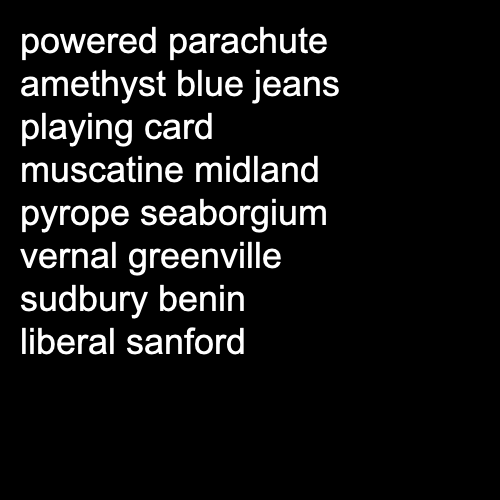 powered parachute
amethyst blue jeans
playing card
muscatine midland
pyrope seaborgium
vernal greenville
sudbury benin
liberal sanford